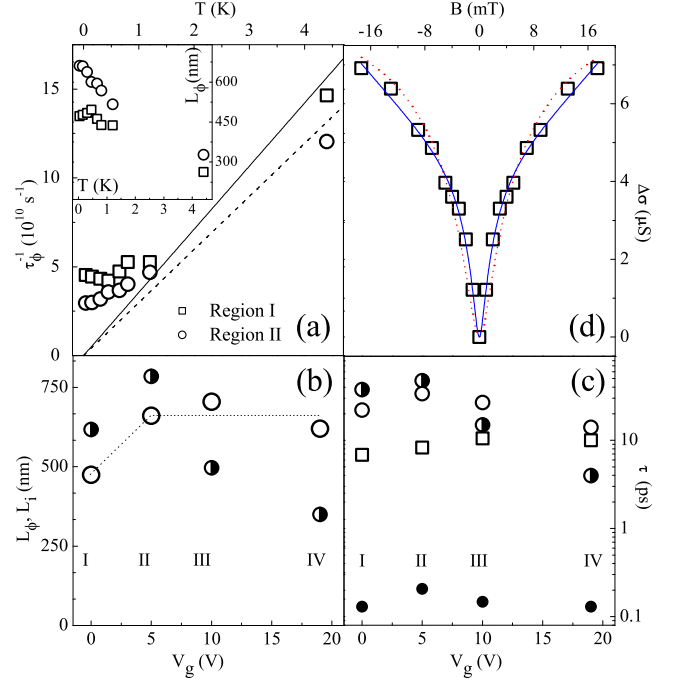 T (K)
0 1 2 3 4
B (mT)
-16 -8 0 8 16
τϕ⁻¹ (10¹⁰ s⁻¹)
15
10
5
0
Lϕ(nm)
600
450
300
T (K)
0 1 2 3 4
Region I
Region II
(a)
(d)
Δσ (μS)
6
4
2
0
Lϕ, Li (nm)
750
500
250
0
(b)
I II III IV
0 5 10 15 20
Vg (V)
(c)
τ (ps)
10
1
0.1
I II III IV
0 5 10 15 20
Vg (V)